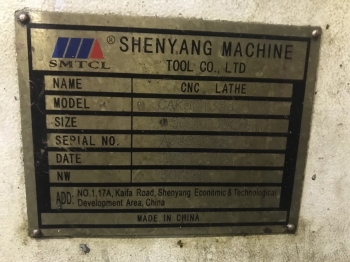 SMTCL
SHENYANG MACHINE
TOOL CO., LTD
NAME CNC LATHE
MODEL
SIZE
SERIAL NO.
DATE
NW
ADD: NO.1,17A, Kaifa Road, Shenyang Economic & Technological
Development Area, China
MADE IN CHINA